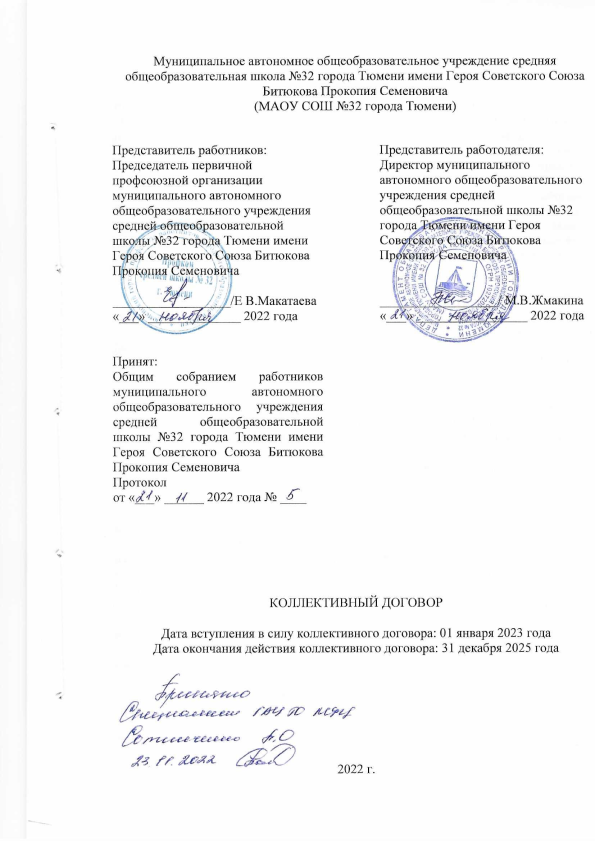 Муниципальное автономное общеобразовательное учреждение средняя
общеобразовательная школа №32 города Тюмени имени Героя Советского Союза
Битюкова Прокопия Семеновича
(МАОУ СОШ №32 города Тюмени)
Представитель работников:
Председатель первичной
профсоюзной организации
муниципального автономного
общеобразовательного учреждения
средней общеобразовательной
школы №32 города Тюмени имени
Героя Советского Союза Битюкова
Прокопия Семеновича
/Е В.Макатаева
«21» ноября 2022 года
Представитель работодателя:
Директор муниципального
автономного общеобразовательного
учреждения средней
общеобразовательной школы №32
города Тюмени имени Героя
Советского Союза Битюкова
Прокопия Семеновича
М.В.Жмакина
«21» ноября 2022 года
Принят:
Общим собранием работников
муниципального автономного
общеобразовательного учреждения
средней общеобразовательной
школы №32 города Тюмени имени
Героя Советского Союза Битюкова
Прокопия Семеновича
Протокол
от «21» 11 2022 года № 5
КОЛЛЕКТИВНЫЙ ДОГОВОР
Дата вступления в силу коллективного договора: 01 января 2023 года
Дата окончания действия коллективного договора: 31 декабря 2025 года
Принято
Специалист ГАУ ТО МФЦ
23.11.2022
2022 г.